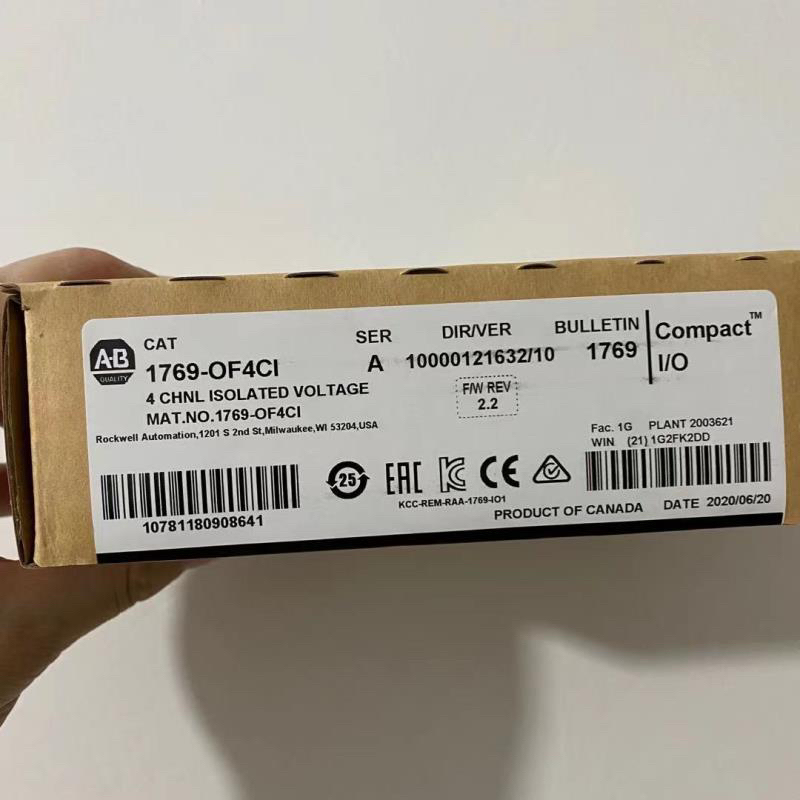 A-B
QUALITY
CAT
1769-OF4CI
4 CHNL ISOLATED VOLTAGE
MAT.NO.1769-OF4CI
Rockwell Automation,1201 S 2nd St,Milwaukee,WI 53204,USA
SER
A
DIR/VER
10000121632/10
F/W REV
2.2
BULLETIN
1769
Compact™
I/O
Fac. 1G PLANT 2003621
WIN (21) 1G2FK2DD
10781180908641
25
EAC
CE
KCC-REM-RAA-1769-IO1
PRODUCT OF CANADA DATE 2020/06/20